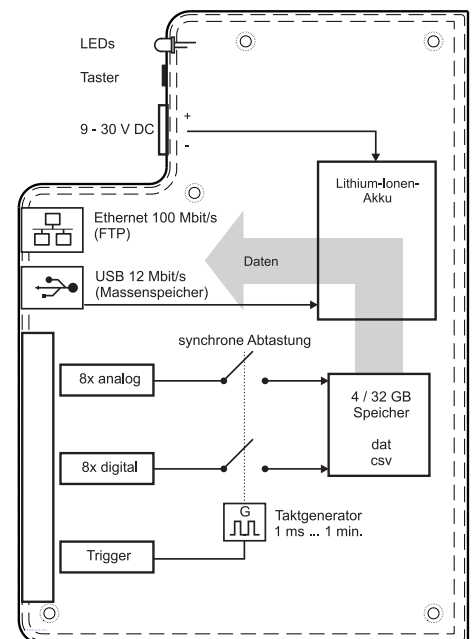 LEDs
Taster
9 - 30 V DC
+
-
Lithium-Ionen-
Akku
Ethernet 100 Mbit/s
(FTP)
Daten
USB 12 Mbit/s
(Massenspeicher)
synchrone Abtastung
8x analog
4 / 32 GB
Speicher
dat
csv
8x digital
G
Taktgenerator
1 ms ... 1 min.
Trigger